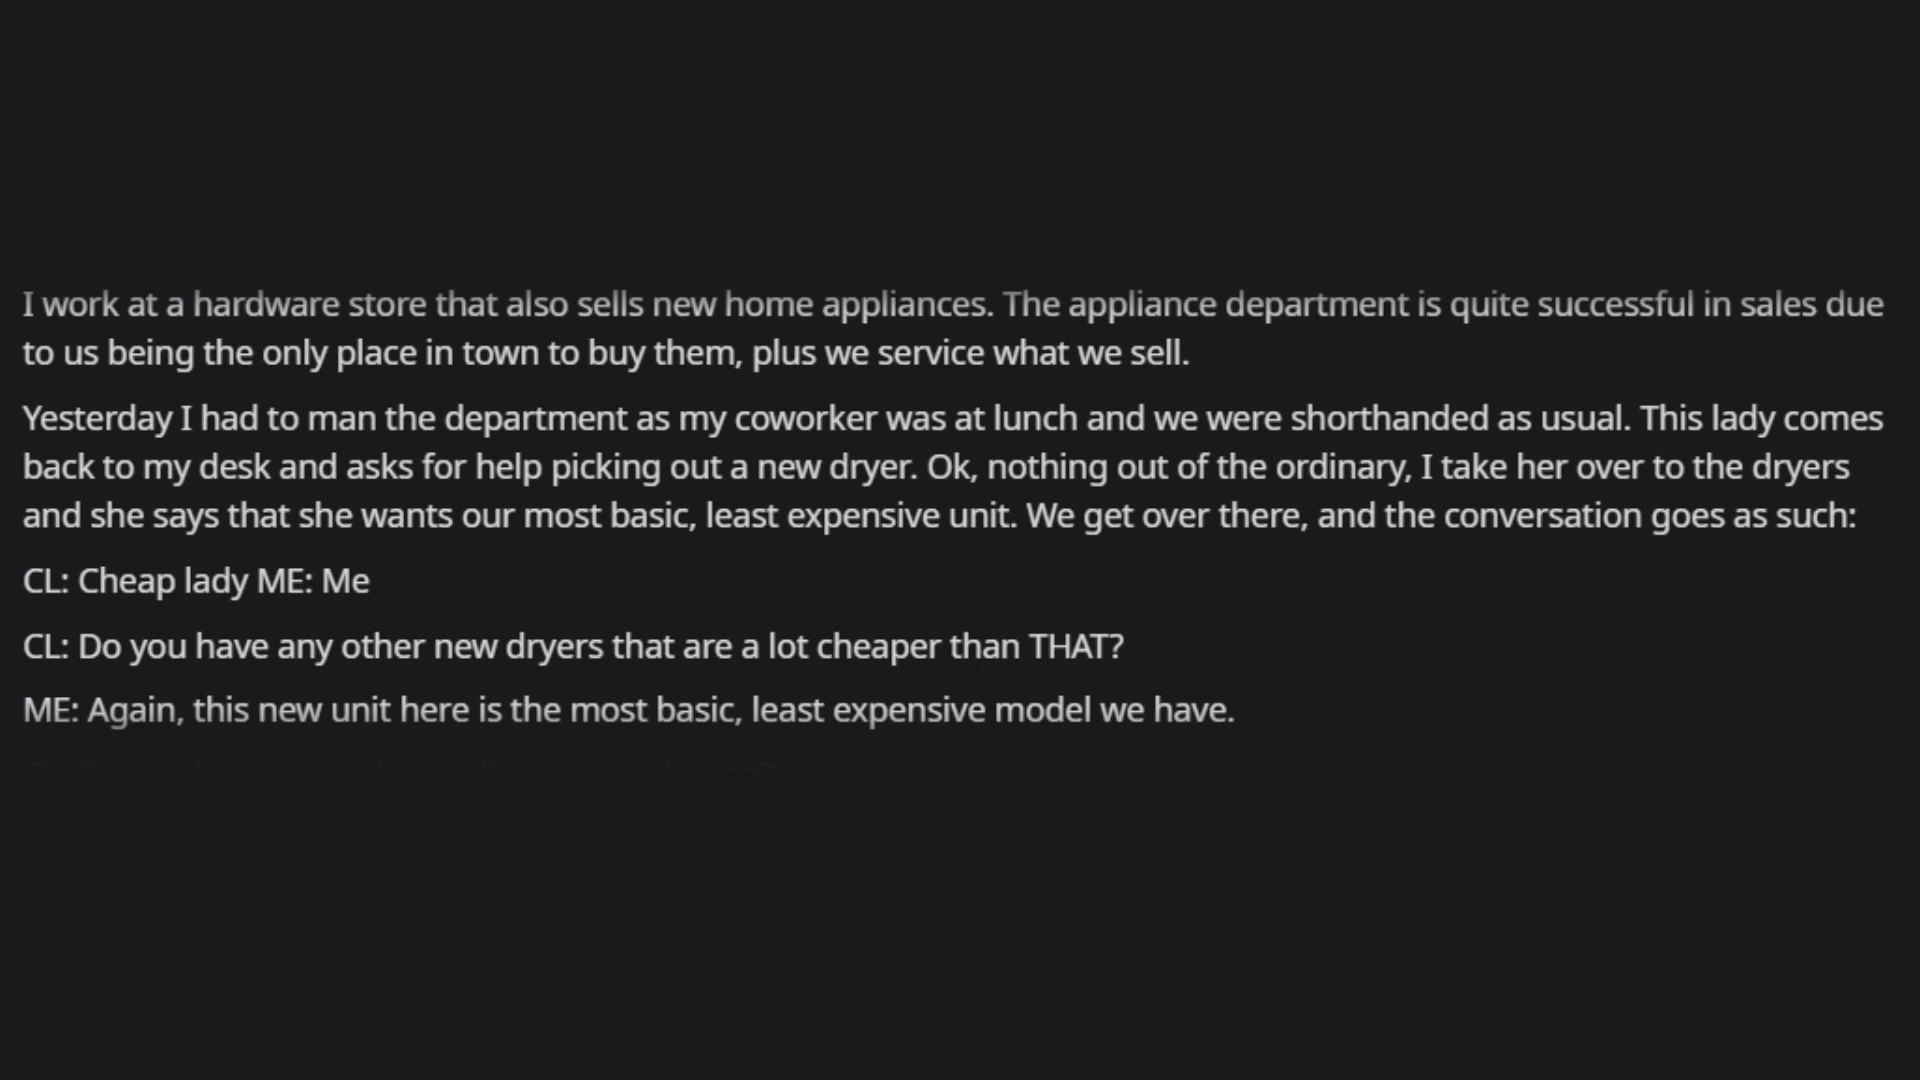 I work at a hardware store that also sells new home appliances. The appliance department is quite successful in sales due
to us being the only place in town to buy them, plus we service what we sell.
Yesterday I had to man the department as my coworker was at lunch and we were shorthanded as usual. This lady comes
back to my desk and asks for help picking out a new dryer. Ok, nothing out of the ordinary, I take her over to the dryers
and she says that she wants our most basic, least expensive unit. We get over there, and the conversation goes as such:
CL: Cheap lady ME: Me
CL: Do you have any other new dryers that are a lot cheaper than THAT?
ME: Again, this new unit here is the most basic, least expensive model we have.